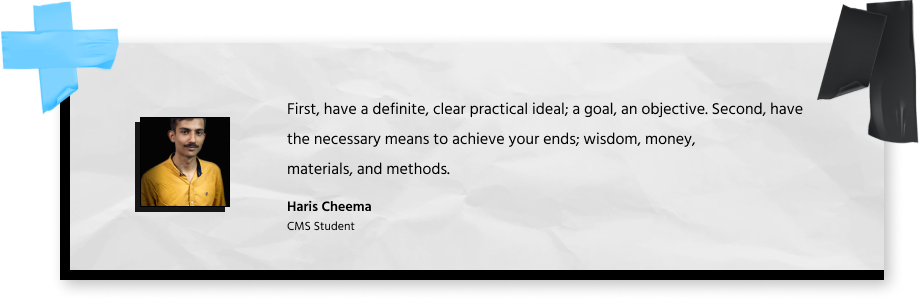 First, have a definite, clear practical ideal; a goal, an objective. Second, have
the necessary means to achieve your ends; wisdom, money,
materials, and methods.
Haris Cheema
CMS Student